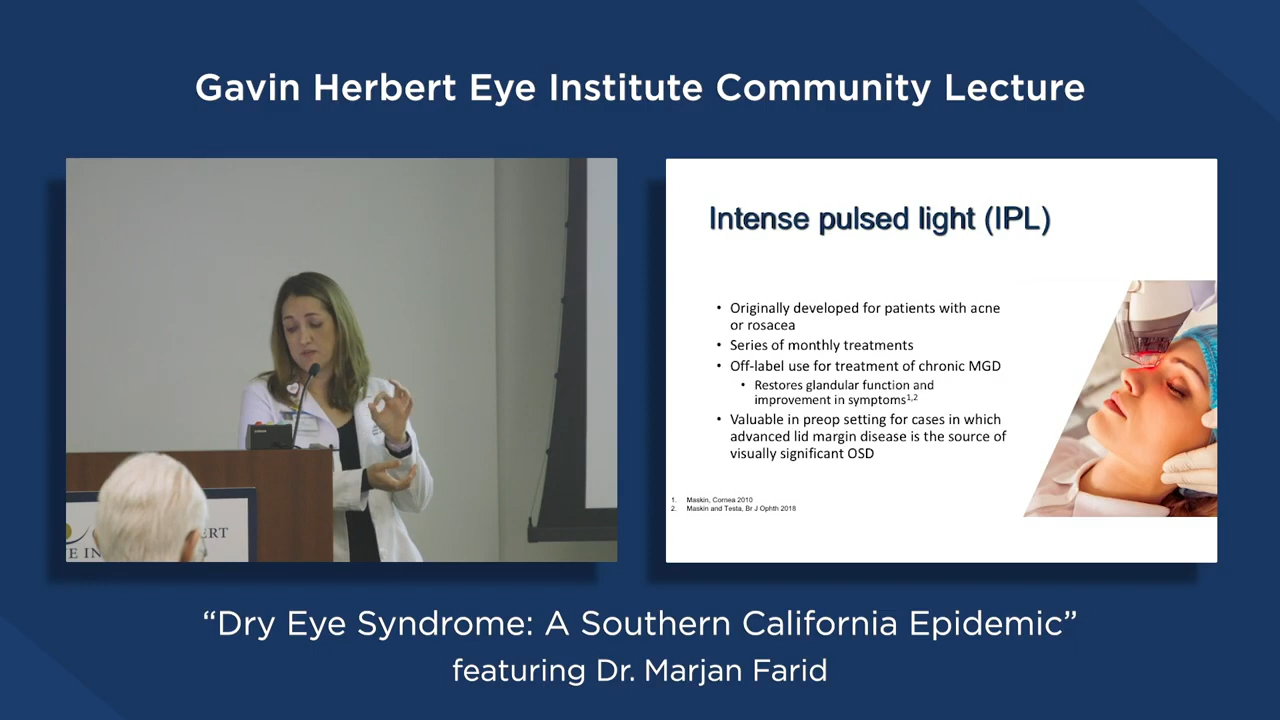 Gavin Herbert Eye Institute Community Lecture
Intense pulsed light (IPL)
• Originally developed for patients with acne
or rosacea
• Series of monthly treatments
• Off-label use for treatment of chronic MGD
• Restores glandular function and
improvement in symptoms1,2
• Valuable in preop setting for cases in which
advanced lid margin disease is the source of
visually significant OSD
1. Maskin, Cornea 2010
2. Maskin and Testa, Br J Ophth 2018
“Dry Eye Syndrome: A Southern California Epidemic”
featuring Dr. Marjan Farid